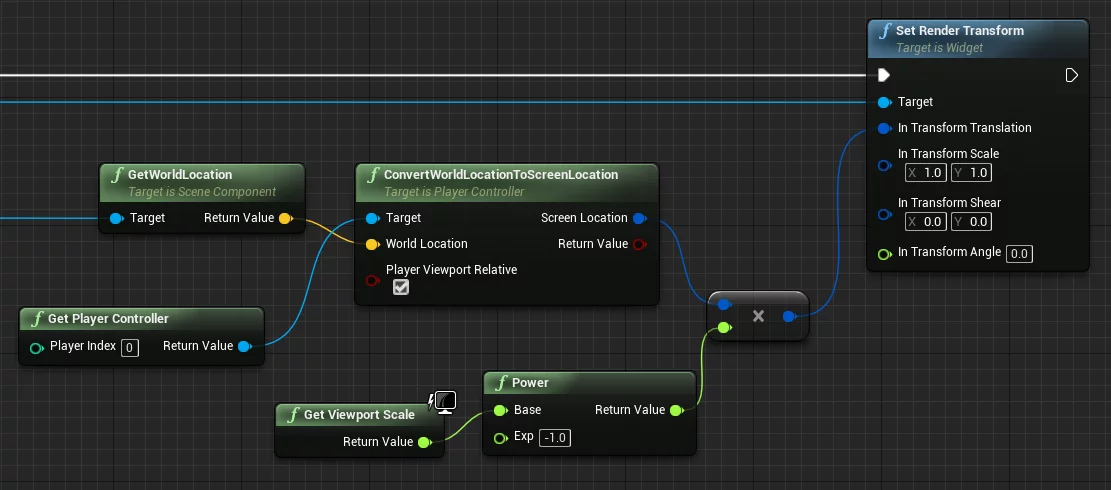 f Set Render Transform
Target is Widget
Target
In Transform Translation
In Transform Scale
X 1.0 Y 1.0
In Transform Shear
X 0.0 Y 0.0
In Transform Angle 0.0
f GetWorldLocation
Target is Scene Component
Target Return Value
f ConvertWorldLocationToScreenLocation
Target is Player Controller
Target Screen Location
World Location Return Value
Player Viewport Relative
f Get Player Controller
Player Index 0 Return Value
×
f Power
Base Return Value
Exp -1.0
f Get Viewport Scale
Return Value